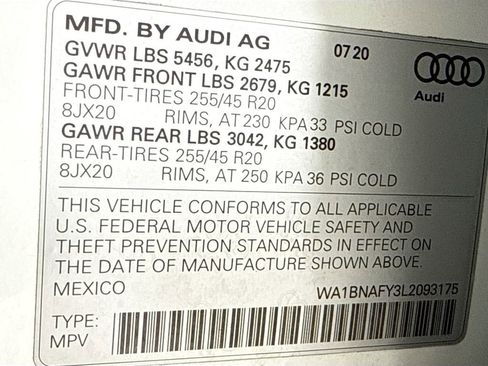 MFD. BY AUDI AG 07/20
GVWR LBS 5456, KG 2475
GAWR FRONT LBS 2679, KG 1215
FRONT-TIRES 255/45 R20
8JX20 RIMS, AT 230 KPA 33 PSI COLD
GAWR REAR LBS 3042, KG 1380
REAR-TIRES 255/45 R20
8JX20 RIMS, AT 250 KPA 36 PSI COLD
Audi
THIS VEHICLE CONFORMS TO ALL APPLICABLE
U.S. FEDERAL MOTOR VEHICLE SAFETY AND
THEFT PREVENTION STANDARDS IN EFFECT ON
THE DATE OF MANUFACTURE SHOWN ABOVE.
MEXICO WA1BNAFY3L2093175
TYPE:
MPV